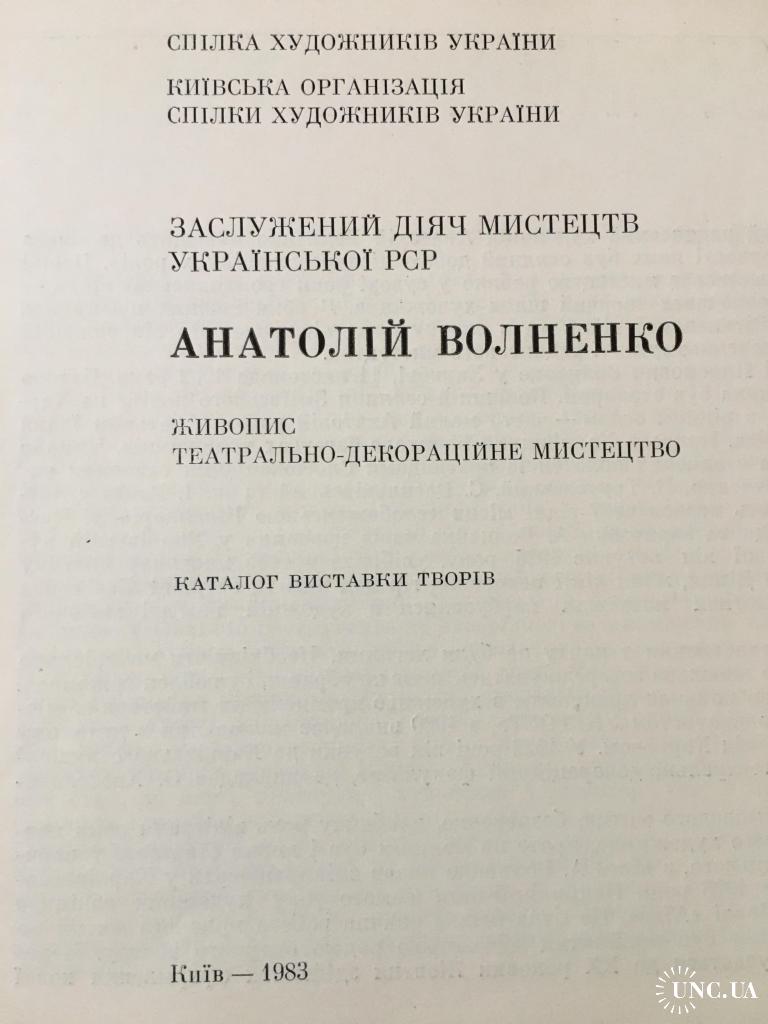 СПІЛКА ХУДОЖНИКІВ УКРАЇНИ
КИЇВСЬКА ОРГАНІЗАЦІЯ
СПІЛКИ ХУДОЖНИКІВ УКРАЇНИ
ЗАСЛУЖЕНИЙ ДІЯЧ МИСТЕЦТВ
УКРАЇНСЬКОЇ РСР
АНАТОЛІЙ ВОЛНЕНКО
ЖИВОПИС
ТЕАТРАЛЬНО-ДЕКОРАЦІЙНЕ МИСТЕЦТВО
КАТАЛОГ ВИСТАВКИ ТВОРІВ
Київ — 1983
UNC.UA